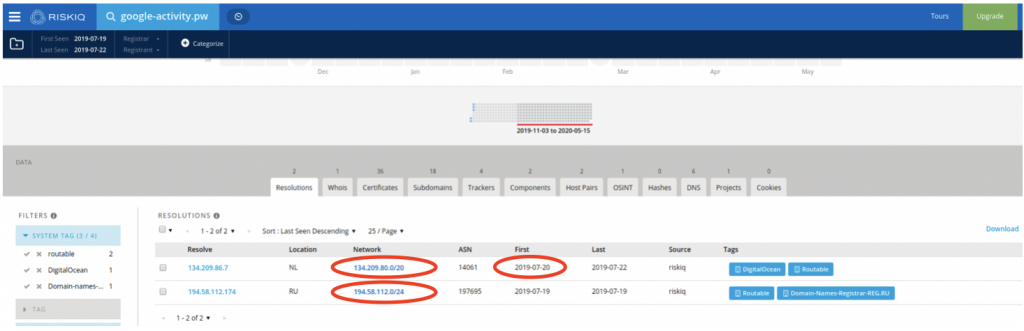 RISKIQ google-activity.pw Tours Upgrade
First Seen 2019-07-19 Registrar - Categorize
Last Seen 2019-07-22 Registrant -
Dec Jan Feb Mar Apr May
2019-11-03 to 2020-05-15
DATA
2 1 36 18 4 2 2 1 0 6 1 0
Resolutions Whois Certificates Subdomains Trackers Components Host Pairs OSINT Hashes DNS Projects Cookies
FILTERS
SYSTEM TAG (3 / 4)
routable 2
DigitalOcean 1
Domain-names-... 1
TAG
RESOLUTIONS
1 - 2 of 2 Sort : Last Seen Descending 25 / Page
Download
Resolve Location Network ASN First Last Source Tags
134.209.86.7 NL 134.209.80.0/20 14061 2019-07-20 2019-07-22 riskiq DigitalOcean Routable
194.58.112.174 RU 194.58.112.0/24 197695 2019-07-19 2019-07-19 riskiq Routable Domain-Names-Registrar-REG.RU
1 - 2 of 2